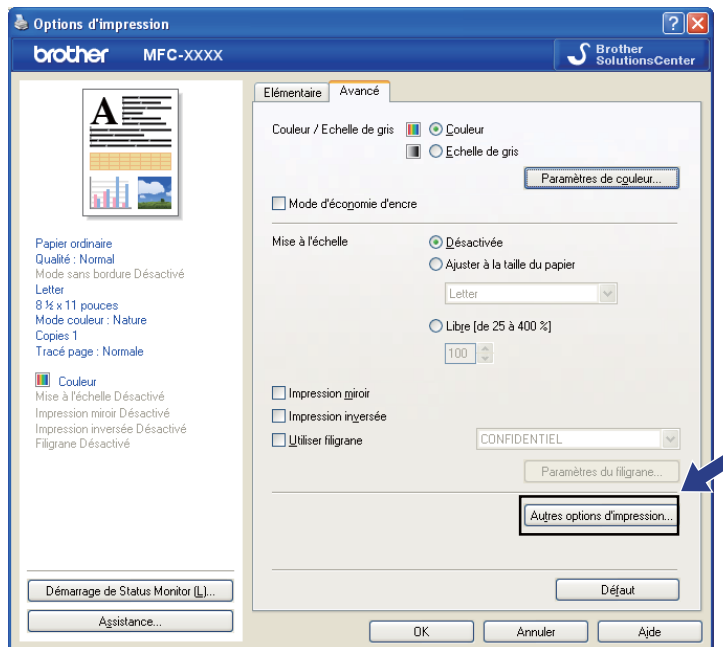 Options d'impression
brother MFC-XXXX
Brother
SolutionsCenter
Elémentaire Avancé
A
Couleur / Echelle de gris Couleur
Echelle de gris
Paramètres de couleur...
Mode d'économie d'encre
Mise à l'échelle Désactivée
Ajuster à la taille du papier
Letter
Libre [de 25 à 400 %]
100
Impression miroir
Impression inversée
Utiliser filigrane CONFIDENTIEL
Paramètres du filigrane...
Autres options d'impression...
Défaut
Papier ordinaire
Qualité : Normal
Mode sans bordure Désactivé
Letter
8 ½ x 11 pouces
Mode couleur : Nature
Copies 1
Tracé page : Normale
Couleur
Mise à l'échelle Désactivé
Impression miroir Désactivé
Impression inversée Désactivé
Filigrane Désactivé
Démarrage de Status Monitor (L)...
Assistance...
OK Annuler Aide